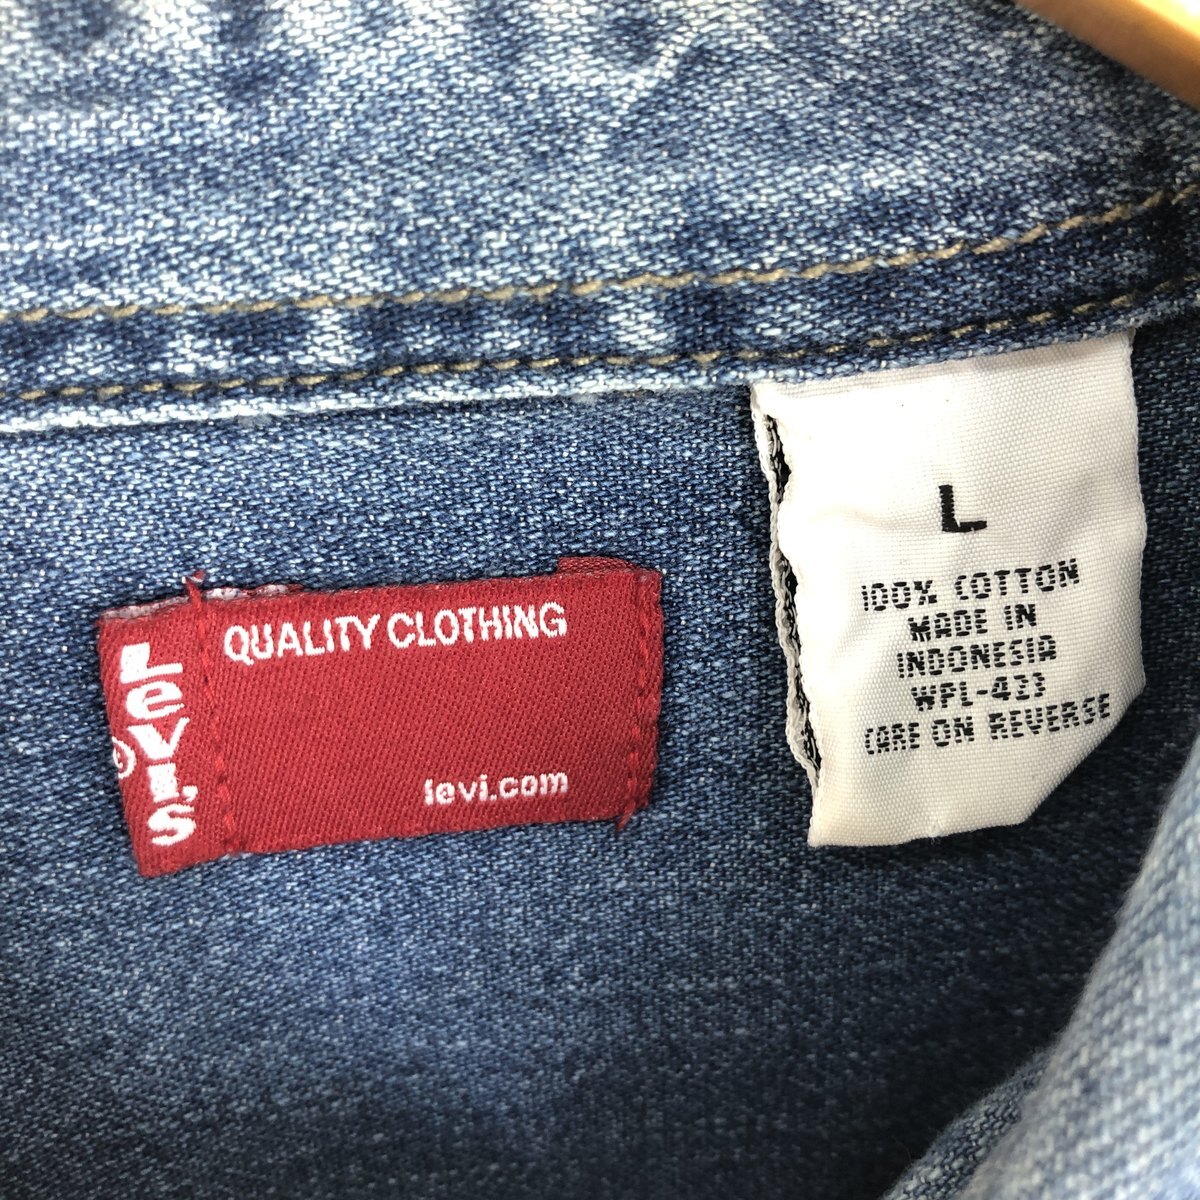 LeVI'S
QUALITY CLOTHING
levi.com
L
100% COTTON
MADE IN
INDONESIA
WPL-423
CARE ON REVERSE